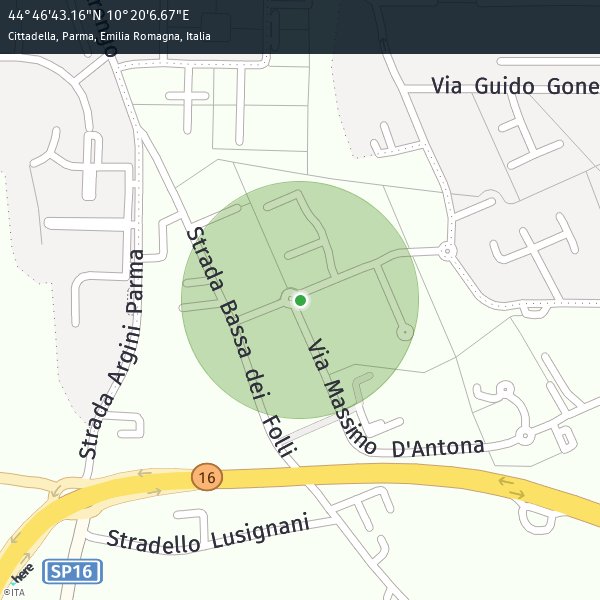 44°46'43.16"N 10°20'6.67"E
Cittadella, Parma, Emilia Romagna, Italia
Via Guido Gone
Strada Bassa dei Folli
Strada Argini Parma
Via Massimo D'Antona
16
Stradello Lusignani
SP16
here
©ITA